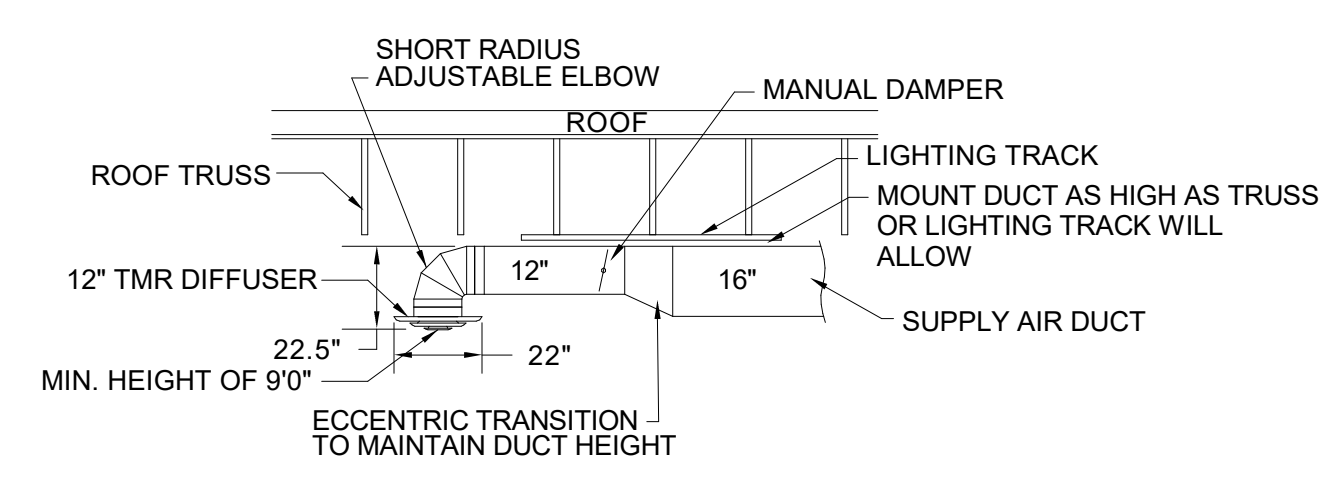 SHORT RADIUS
ADJUSTABLE ELBOW
MANUAL DAMPER
ROOF
LIGHTING TRACK
ROOF TRUSS
MOUNT DUCT AS HIGH AS TRUSS
OR LIGHTING TRACK WILL
ALLOW
12" TMR DIFFUSER
12"
16"
SUPPLY AIR DUCT
22.5"
22"
MIN. HEIGHT OF 9'0"
ECCENTRIC TRANSITION
TO MAINTAIN DUCT HEIGHT